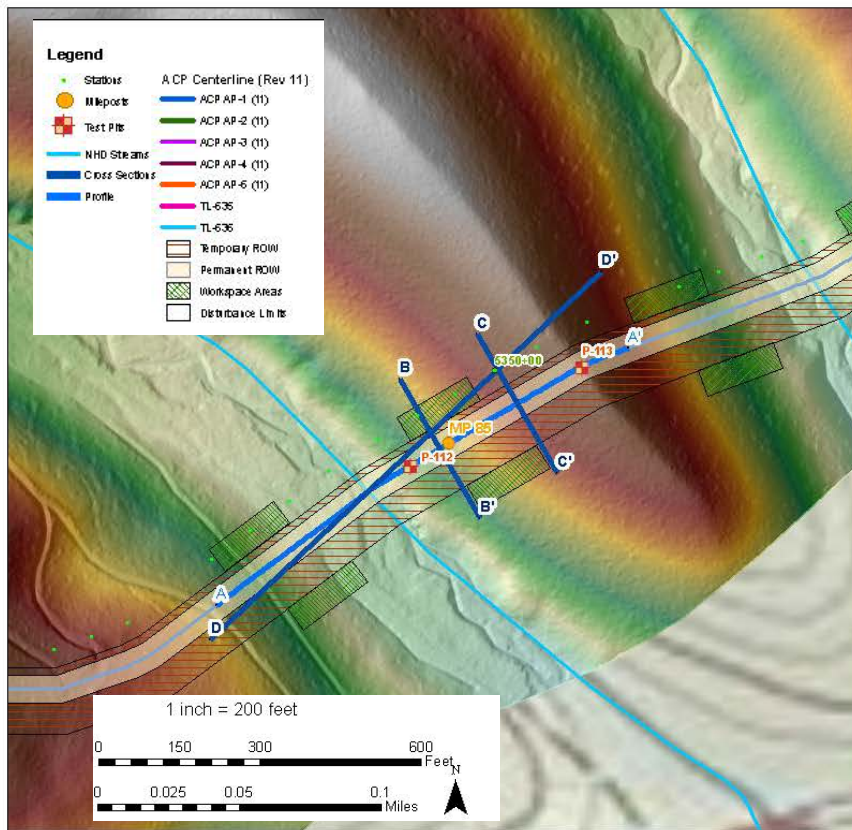 Legend
Stations
Mileposts
Test Pits
NHD Streams
Cross Sections
Profile
ACP Centerline (Rev 11)
ACP AP-1 (11)
ACP AP-2 (11)
ACP AP-3 (11)
ACP AP-4 (11)
ACP AP-5 (11)
TL-635
TL-636
Temporary ROW
Permanent ROW
Workspace Areas
Disturbance Limits
D'
C
5350+00
P-113
A'
B
MP 85
P-112
C'
B'
A
D
1 inch = 200 feet
0 150 300 600
Feet
0 0.025 0.05 0.1
Miles
N